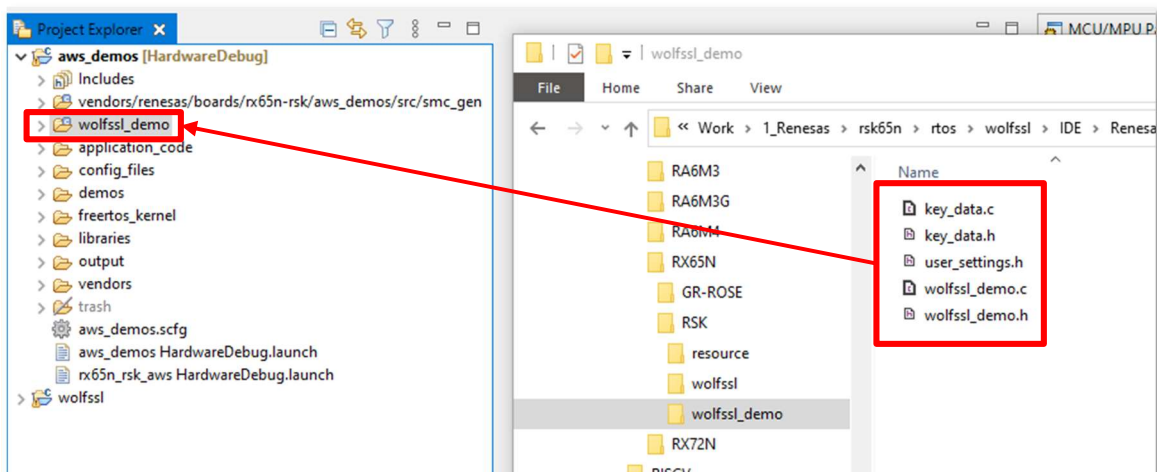 Project Explorer
aws_demos [HardwareDebug]
Includes
vendors/renesas/boards/rx65n-rsk/aws_demos/src/smc_gen
wolfssl_demo
application_code
config_files
demos
freertos_kernel
libraries
output
vendors
trash
aws_demos.scfg
aws_demos HardwareDebug.launch
rx65n_rsk_aws HardwareDebug.launch
wolfssl
MCU/MPU P
wolfssl_demo
File Home Share View
« Work > 1_Renesas > rsk65n > rtos > wolfssl > IDE > Renesa
RA6M3
RA6M3G
RA6M4
RX65N
GR-ROSE
RSK
resource
wolfssl
wolfssl_demo
RX72N
Name
key_data.c
key_data.h
user_settings.h
wolfssl_demo.c
wolfssl_demo.h